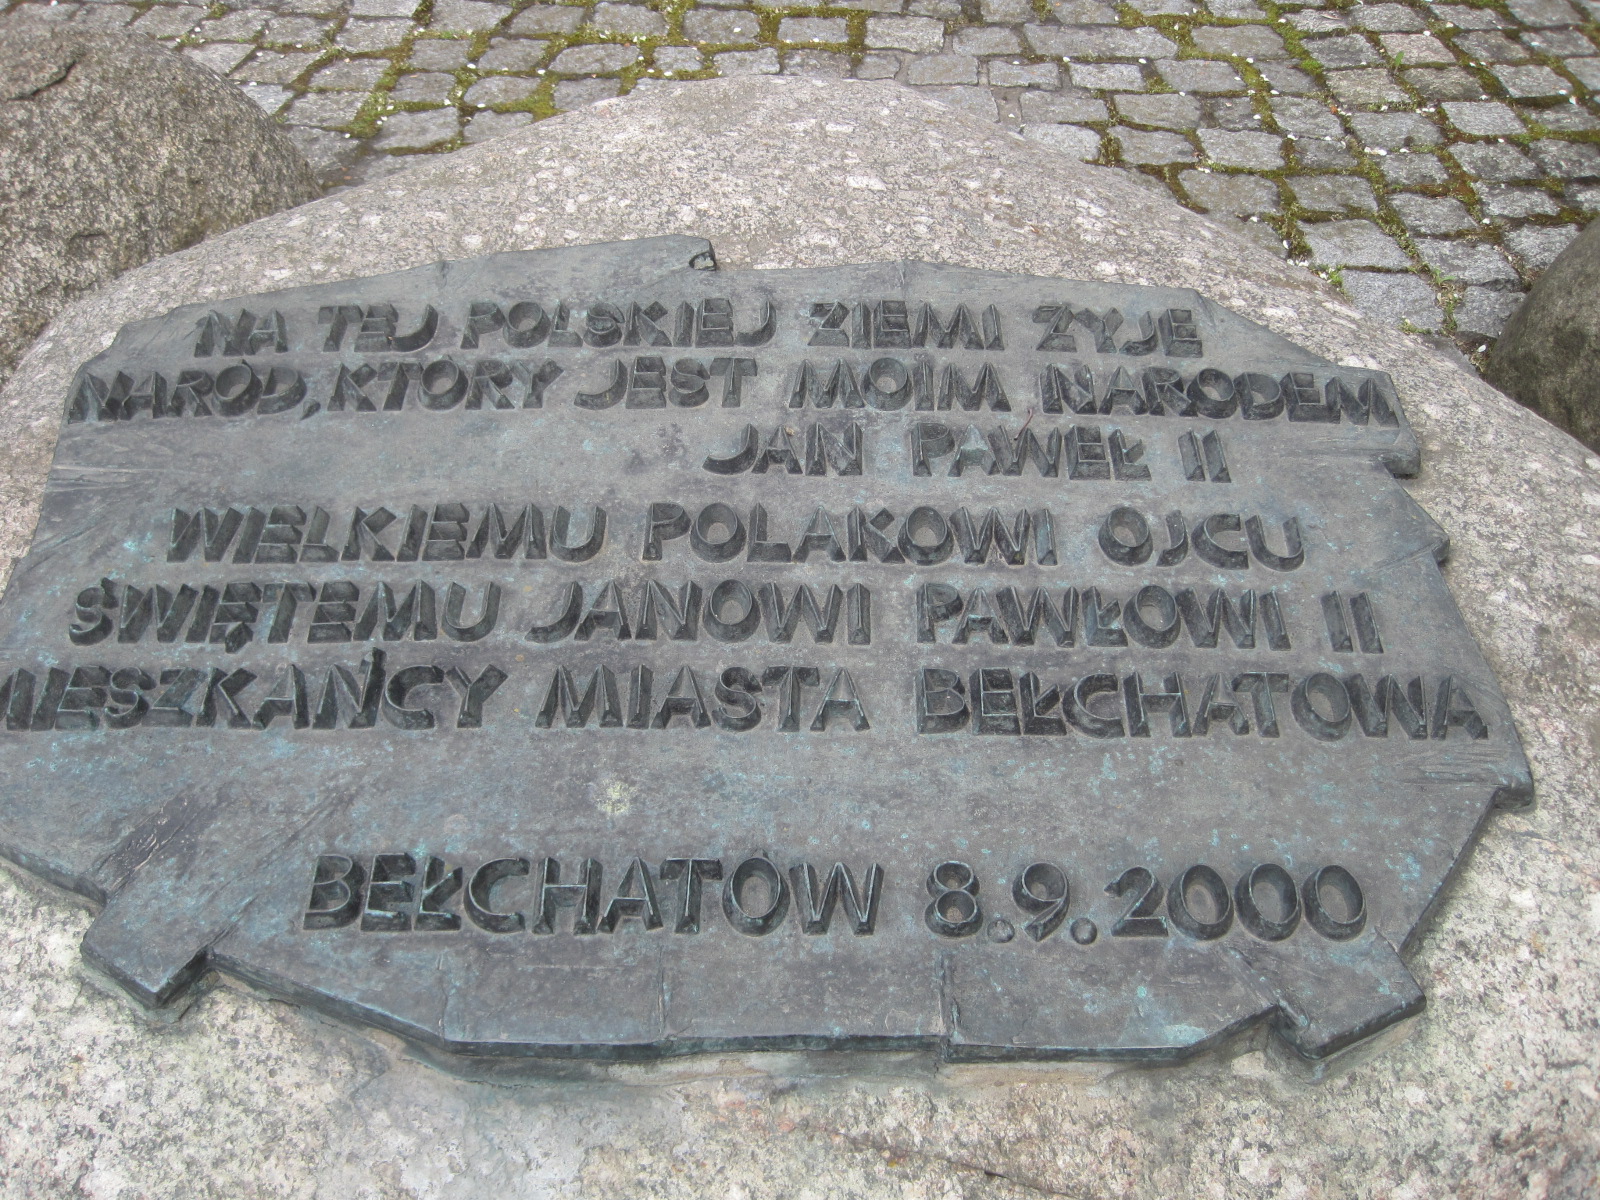 NA TEJ POLSKIEJ ZIEMI ŻYJE
NARÓD, KTÓRY JEST MOIM NARODEM
JAN PAWEŁ II
WIELKIEMU POLAKOWI OJCU
ŚWIĘTEMU JANOWI PAWŁOWI II
MIESZKAŃCY MIASTA BEŁCHATOWA
BEŁCHATÓW 8.9.2000